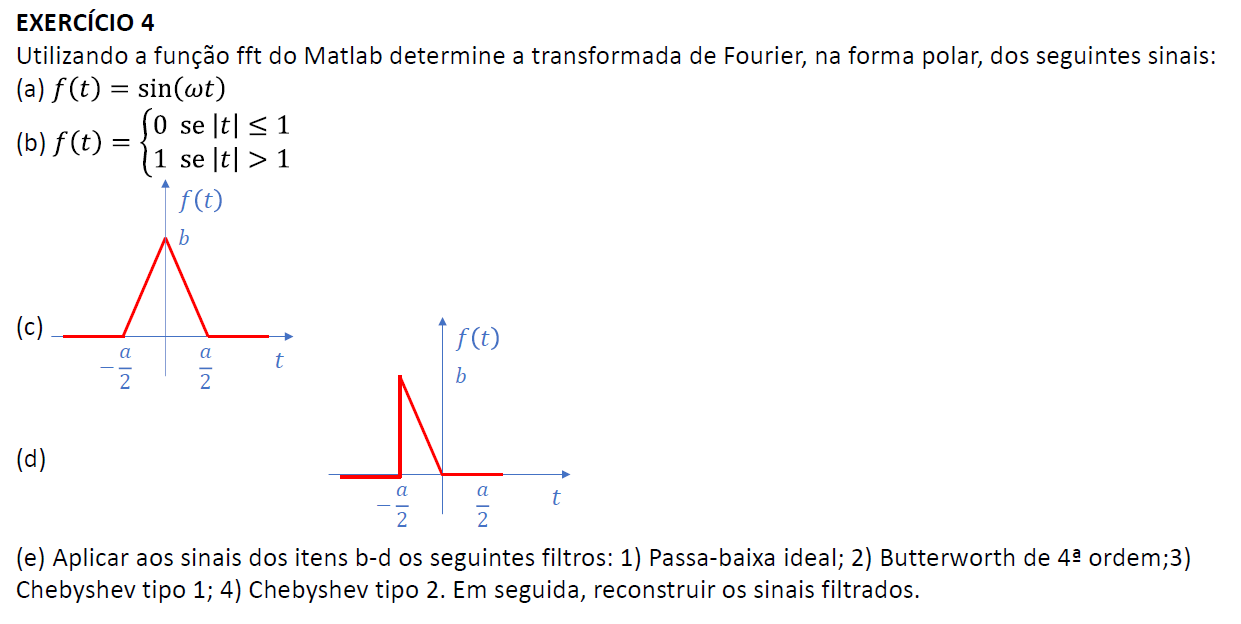 EXERCÍCIO 4
Utilizando a função fft do Matlab determine a transformada de Fourier, na forma polar, dos seguintes sinais:
(a) f(t) = sin(ωt)
(b) f(t) = {0 se |t| ≤ 1
1 se |t| > 1
f(t)
b
(c)
−a/2
a/2
t
f(t)
b
(d)
−a/2
a/2
t
(e) Aplicar aos sinais dos itens b-d os seguintes filtros: 1) Passa-baixa ideal; 2) Butterworth de 4ª ordem;3)
Chebyshev tipo 1; 4) Chebyshev tipo 2. Em seguida, reconstruir os sinais filtrados.